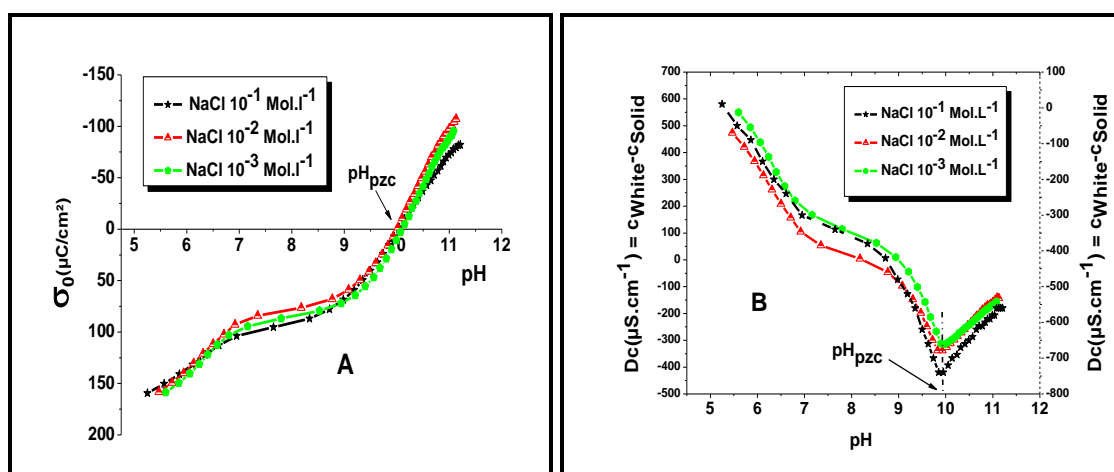 -150
-100
-50
0
50
100
150
200
σ₀(µC/cm²)
NaCl 10⁻¹ Mol.l⁻¹
NaCl 10⁻² Mol.l⁻¹
NaCl 10⁻³ Mol.l⁻¹
pHpzc
5 6 7 8 9 10 11 12
pH
A
700
600
500
400
300
200
100
0
-100
-200
-300
-400
-500
Dc(µS.cm⁻¹) = cWhite-cSolid
NaCl 10⁻¹ Mol.L⁻¹
NaCl 10⁻² Mol.L⁻¹
NaCl 10⁻³ Mol.L⁻¹
B
pHpzc
5 6 7 8 9 10 11 12
pH
100
0
-100
-200
-300
-400
-500
-600
-700
-800
Dc(µS.cm⁻¹) = cWhite-cSolid